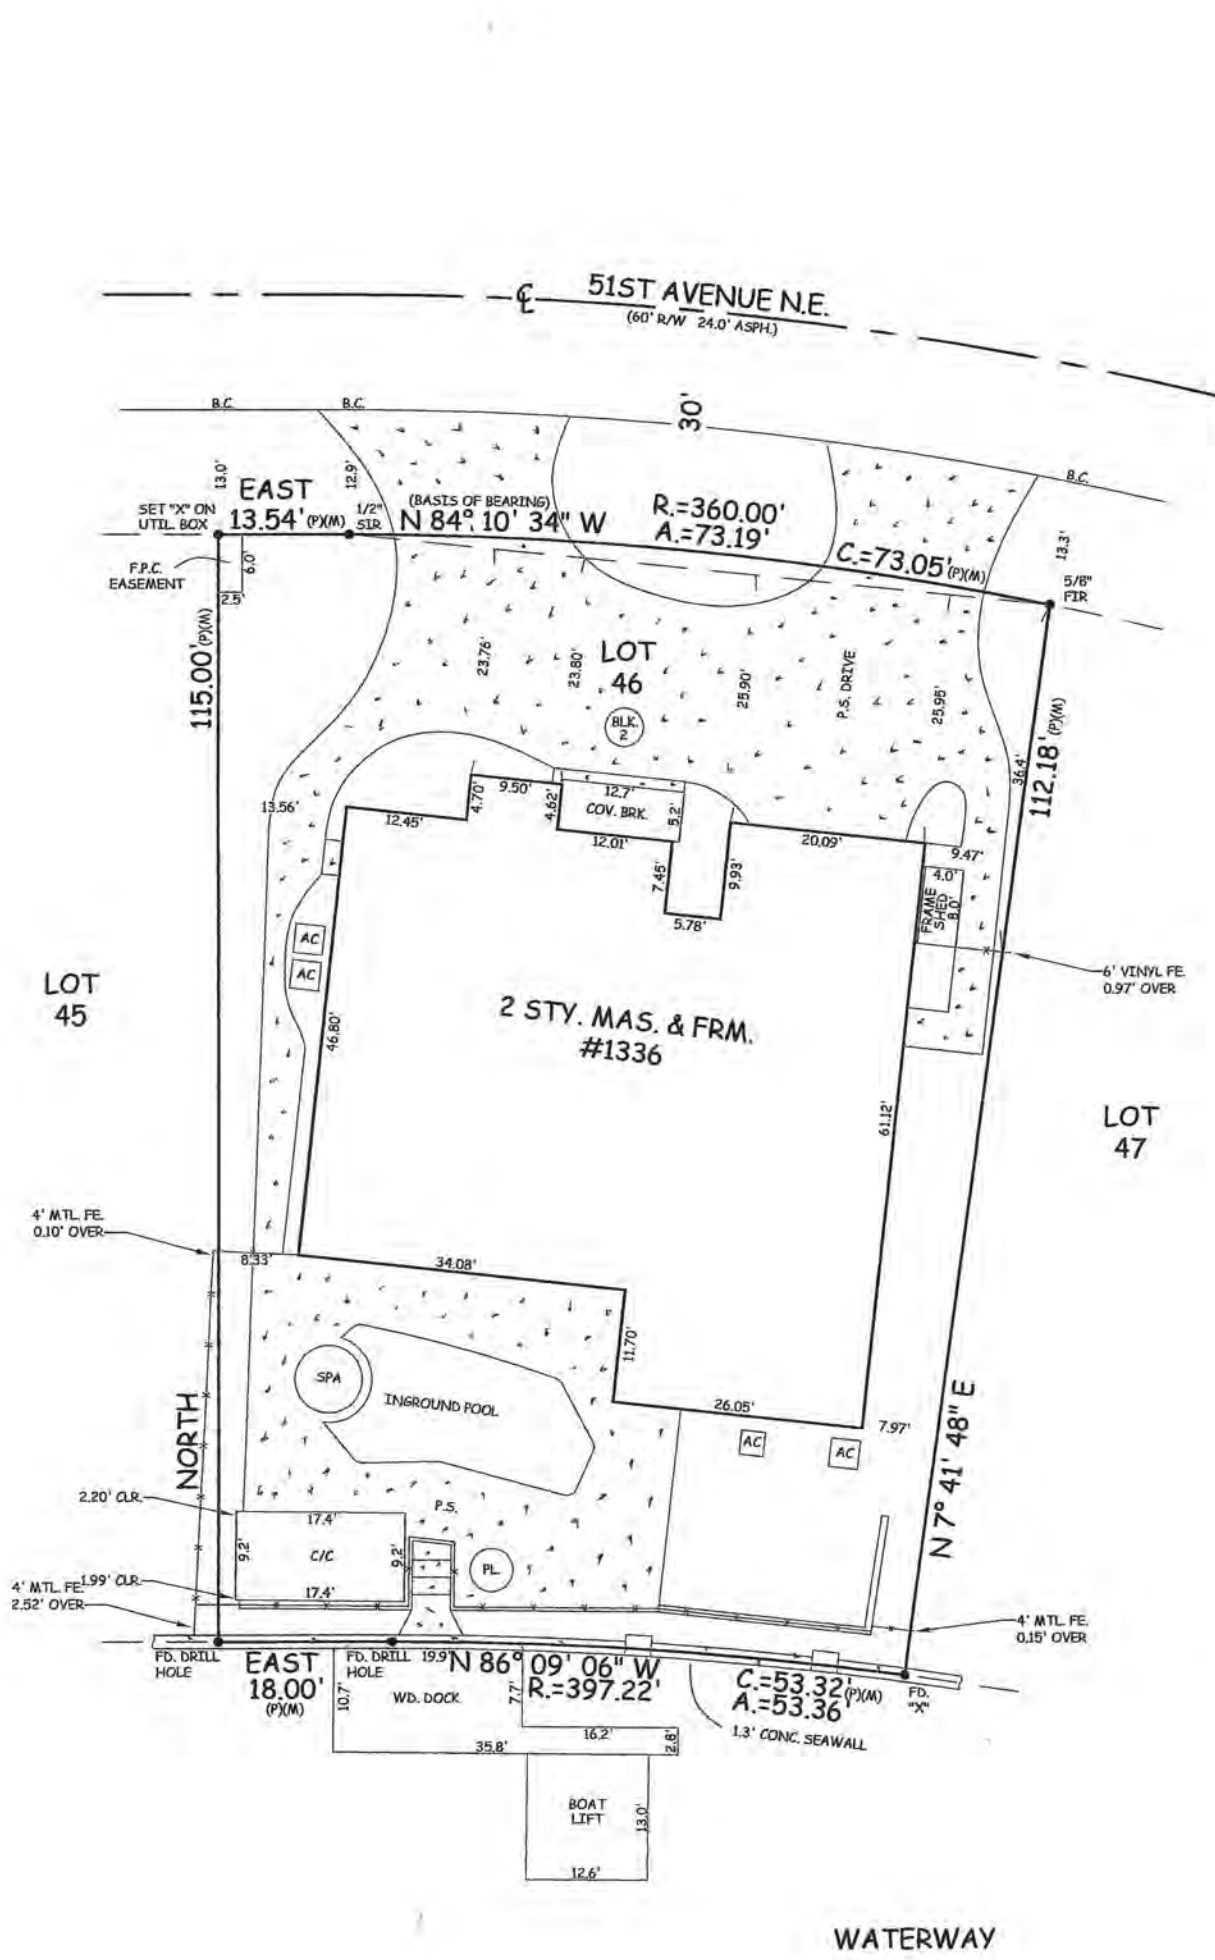 51ST AVENUE N.E.
(60' R/W 24.0' ASPH.)
℄
30'
B.C.
B.C.
B.C.
13.0'
12.9'
13.3'
SET "X" ON
UTIL. BOX
EAST
13.54' (P)(M)
1/2"
SIR
(BASIS OF BEARING)
N 84° 10' 34" W
R.=360.00'
A.=73.19'
C.=73.05' (P)(M)
5/8"
FIR
F.P.C.
EASEMENT
6.0'
2.5'
115.00' (P)(M)
23.76'
23.80'
LOT
46
BLK.
2
25.90'
P.S. DRIVE
25.95'
36.4'
112.18' (P)(M)
13.56'
12.45'
4.70'
9.50'
4.62'
12.7'
COV. BRK.
5.2'
12.01'
7.45'
9.93'
5.78'
20.09'
9.47'
4.0'
FRAME
SHED
8.0'
AC
AC
6' VINYL FE.
0.97' OVER
LOT
45
46.80'
2 STY. MAS. & FRM.
#1336
61.12'
LOT
47
4' MTL. FE.
0.10' OVER
8.33'
34.08'
11.70'
SPA
INGROUND POOL
26.05'
7.97'
AC
AC
NORTH
N 7° 41' 48" E
2.20' CLR.
17.4'
P.S.
9.2'
C/C
9.2'
PL.
17.4'
1.99' CLR.
4' MTL. FE.
2.52' OVER
4' MTL. FE.
0.15' OVER
FD. DRILL
HOLE
EAST
18.00'
(P)(M)
FD. DRILL
HOLE
19.9'
N 86° 09' 06" W
R.=397.22'
C.=53.32' (P)(M)
A.=53.36'
FD.
"X"
10.7'
WD. DOCK
7.7'
1.3' CONC. SEAWALL
16.2'
2.8'
35.8'
BOAT
LIFT
13.0'
12.6'
WATERWAY